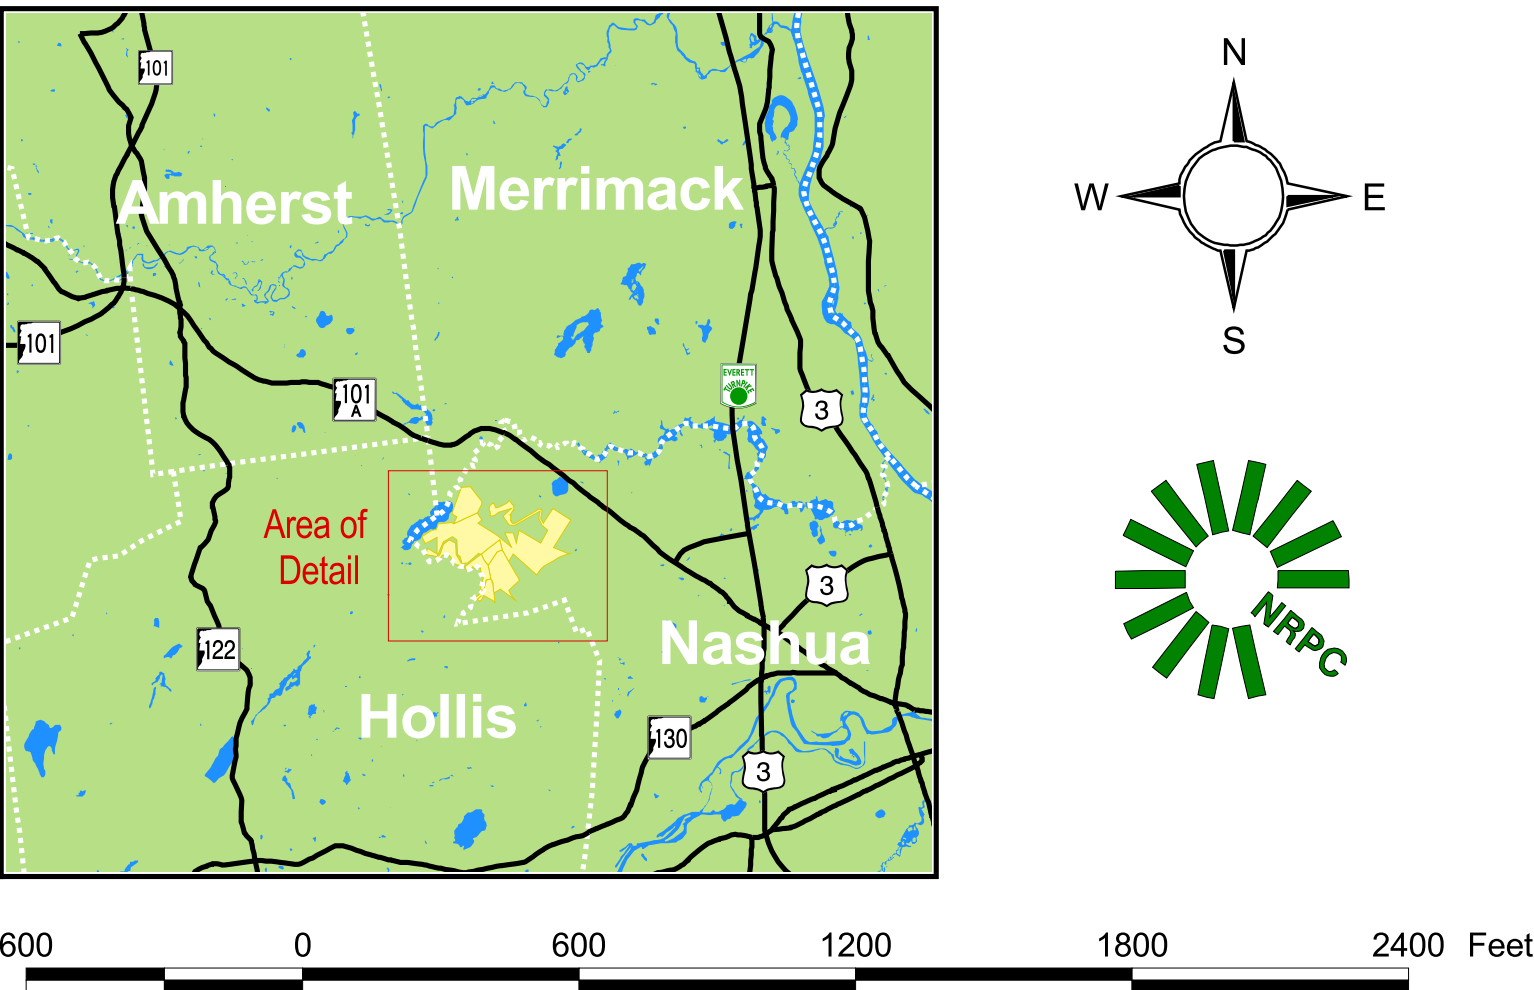 101
N
Amherst
Merrimack
W
E
S
101
EVERETT
TURNPIKE
101
A
3
Area of
Detail
3
NRPC
122
Nashua
Hollis
130
3
600 0 600 1200 1800 2400 Feet